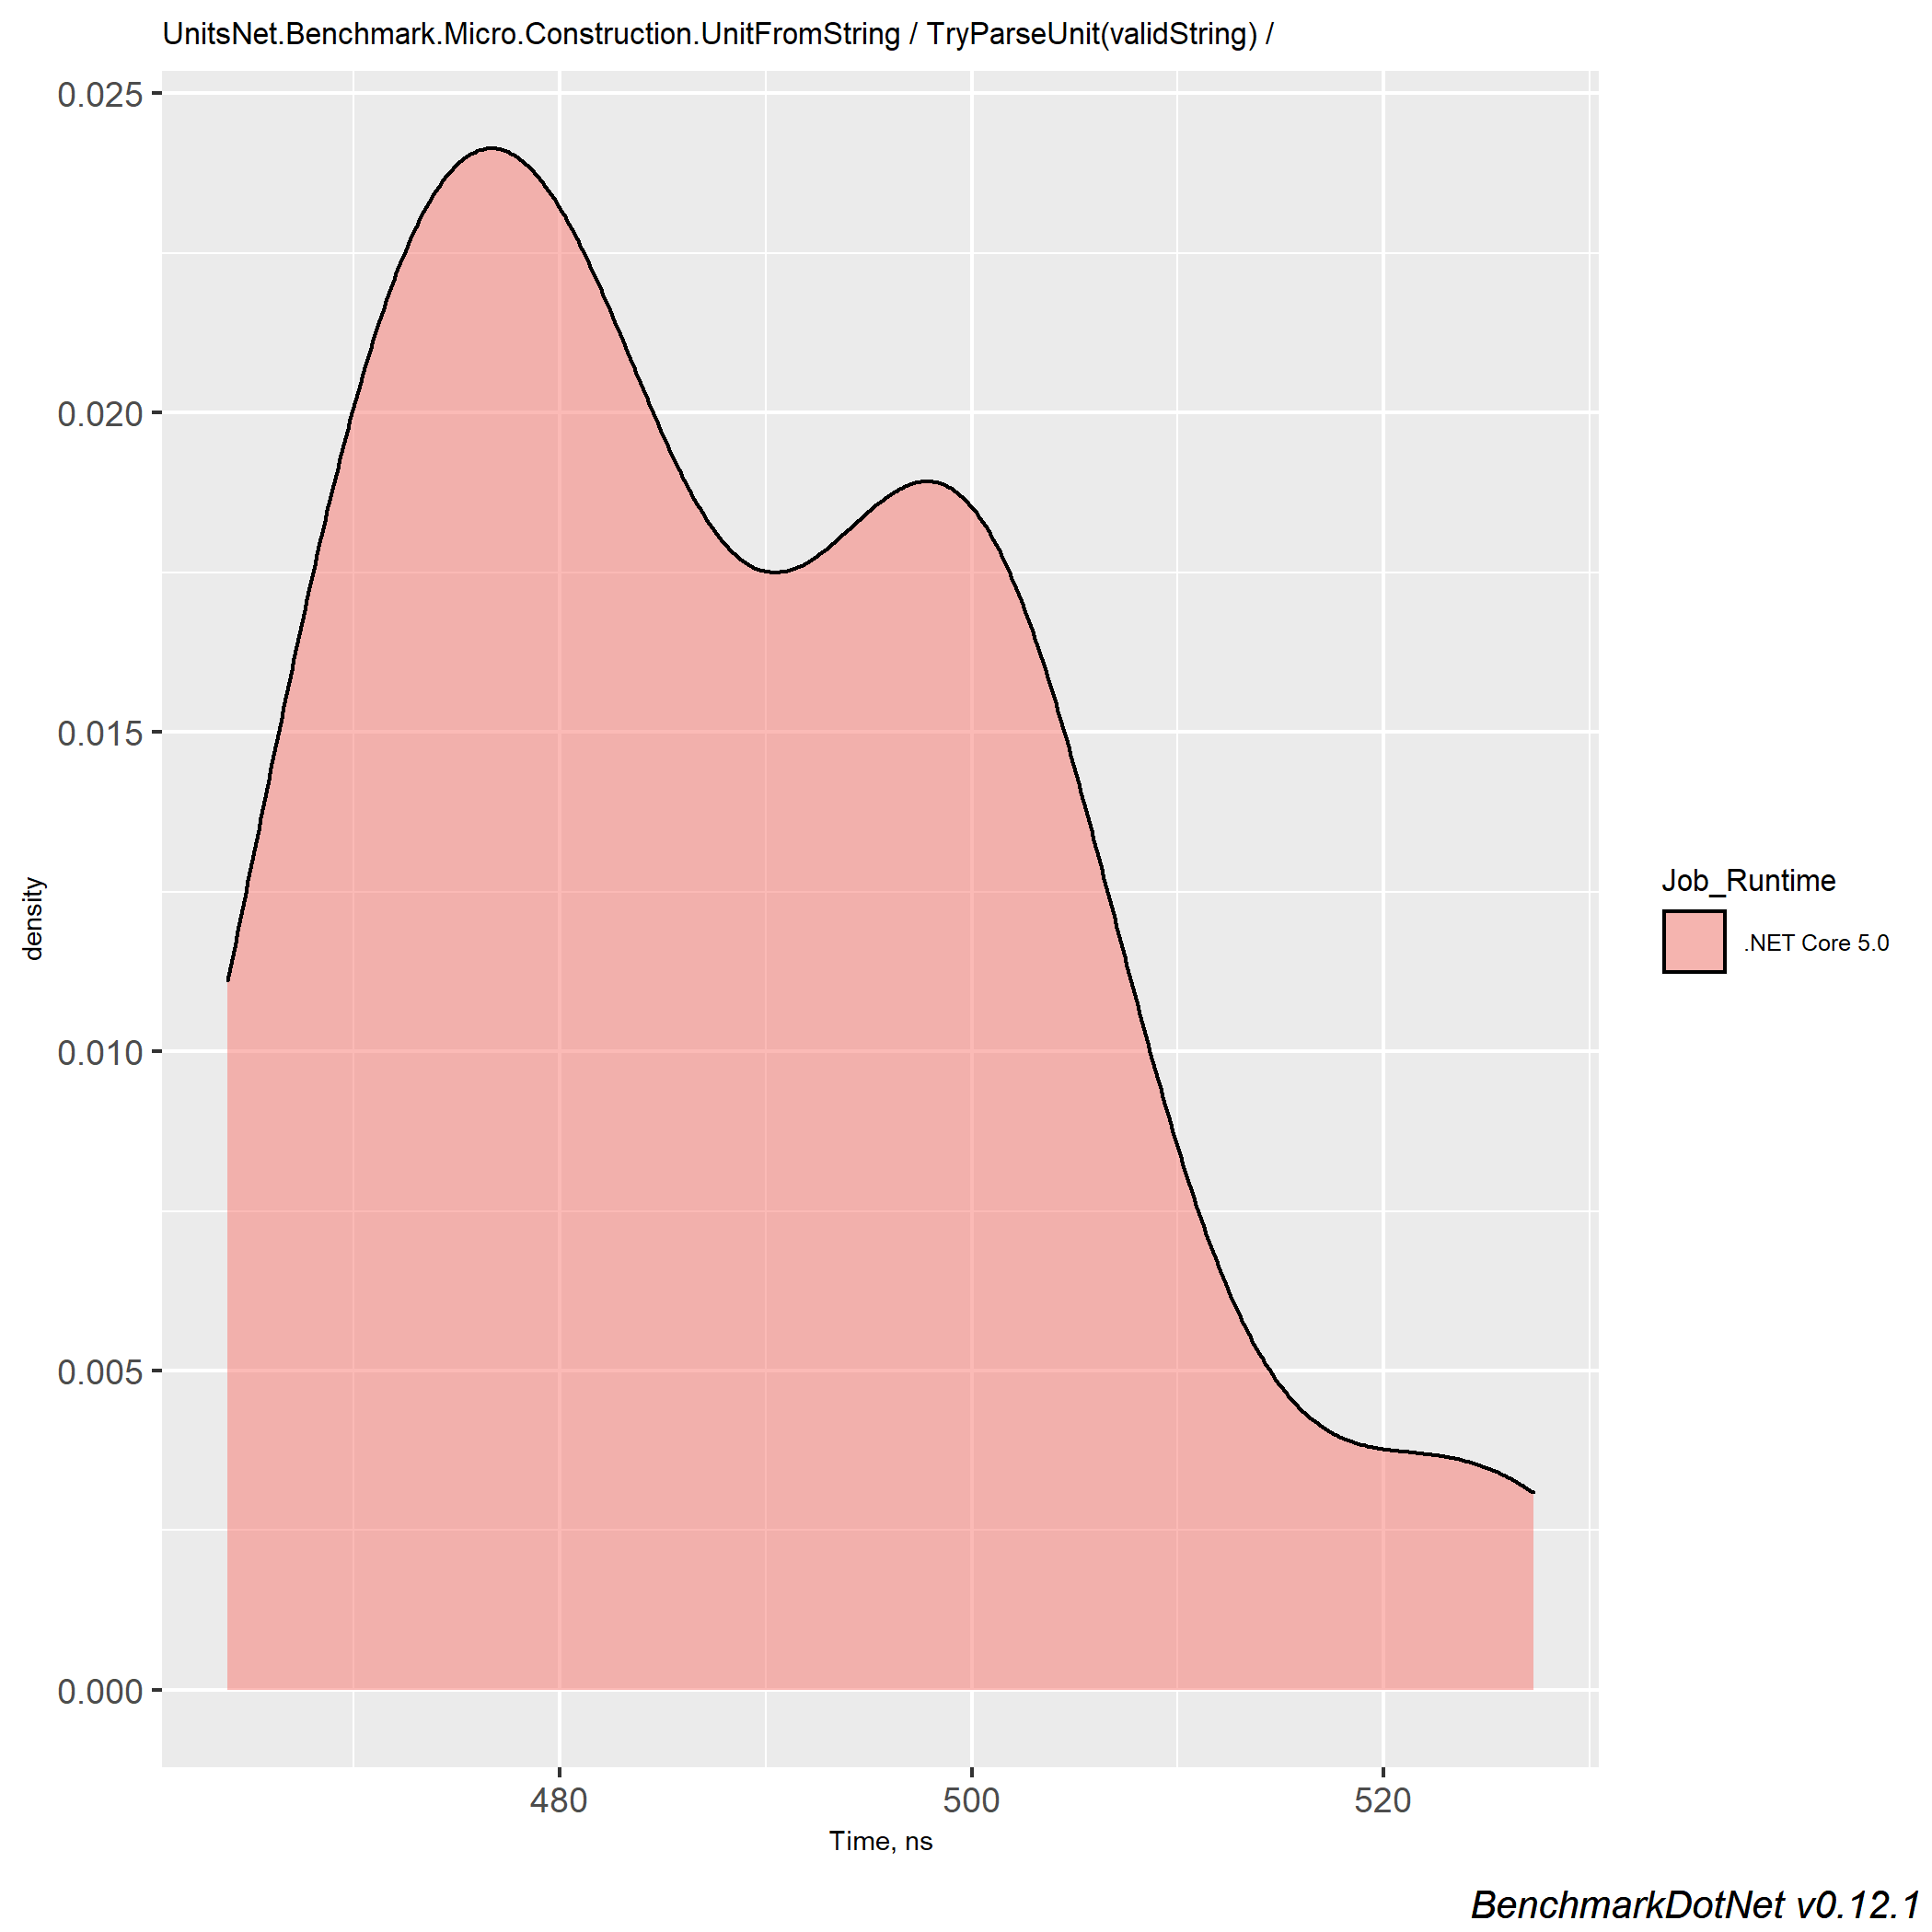 UnitsNet.Benchmark.Micro.Construction.UnitFromString / TryParseUnit(validString) /
0.025
0.020
0.015
0.010
0.005
0.000
density
480
500
520
Time, ns
Job_Runtime
.NET Core 5.0
BenchmarkDotNet v0.12.1